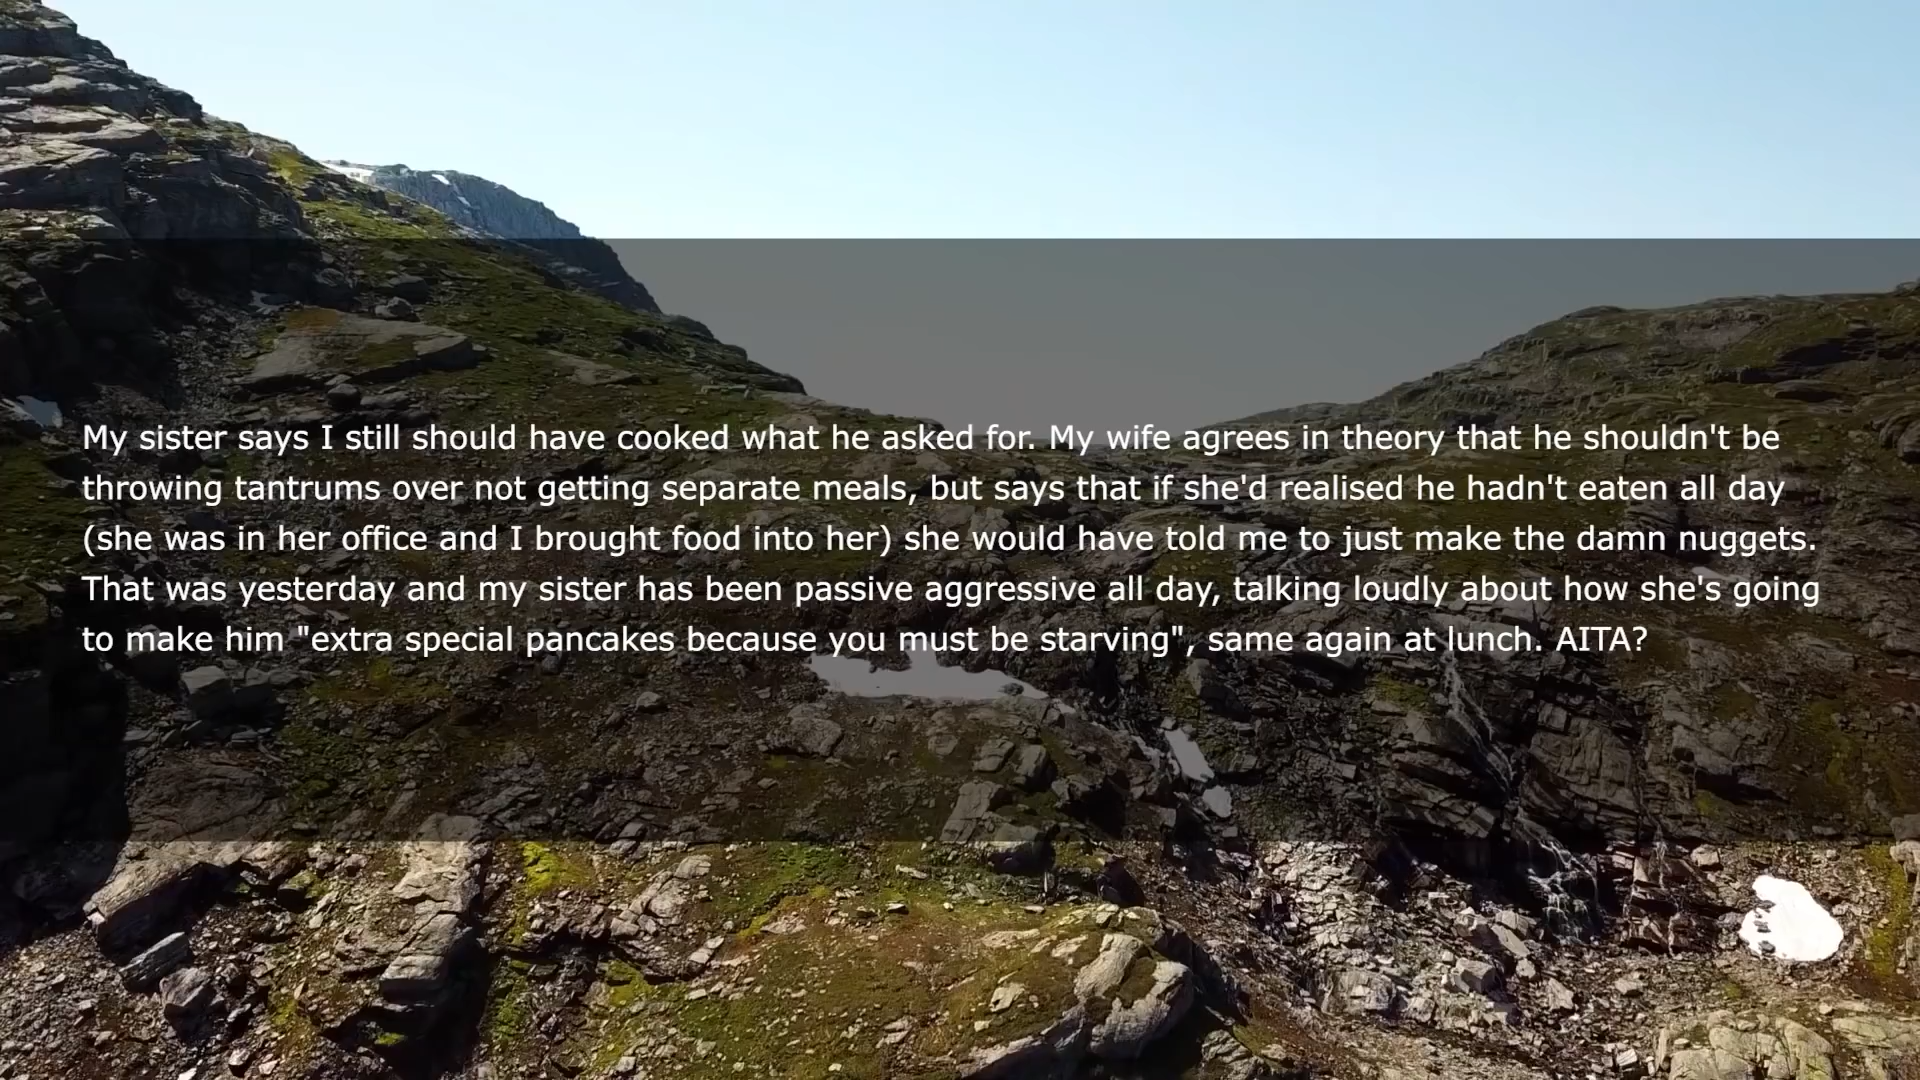 My sister says I still should have cooked what he asked for. My wife agrees in theory that he shouldn't be
throwing tantrums over not getting separate meals, but says that if she'd realised he hadn't eaten all day
(she was in her office and I brought food into her) she would have told me to just make the damn nuggets.
That was yesterday and my sister has been passive aggressive all day, talking loudly about how she's going
to make him "extra special pancakes because you must be starving", same again at lunch. AITA?